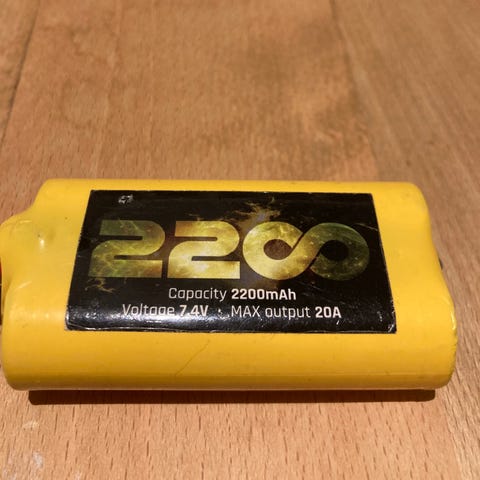 2200
Capacity 2200mAh
Voltage 7.4V · MAX output 20A